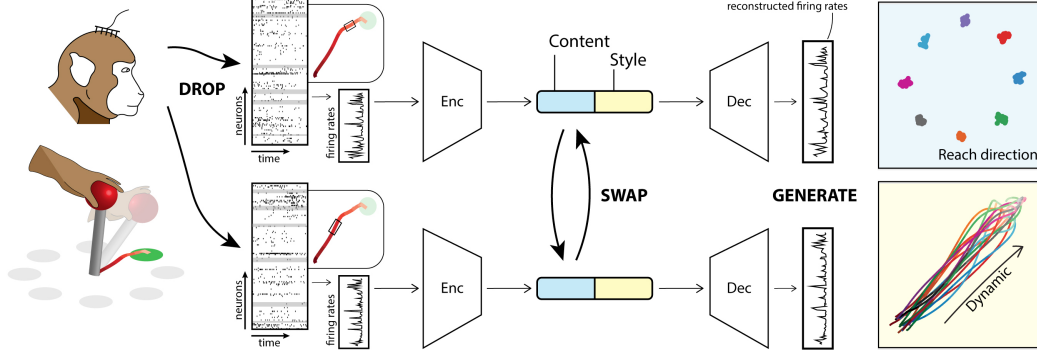 reconstructed firing rates
DROP
neurons
time
firing rates
Enc
Content
Style
Dec
Reach direction
SWAP
GENERATE
neurons
time
firing rates
Enc
Dec
Dynamic